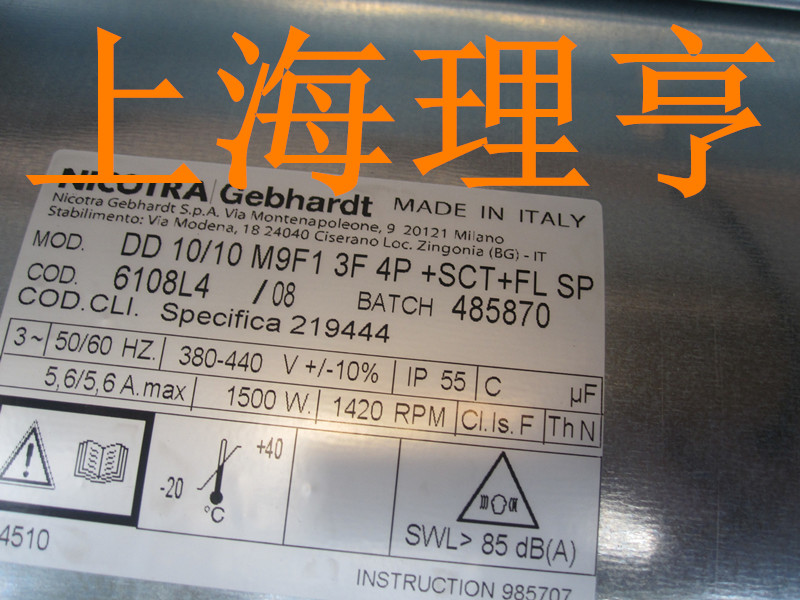 上海理亨
NICOTRA Gebhardt MADE IN ITALY
Nicotra Gebhardt S.p.A. Via Montenapoleone, 9 20121 Milano
Stabilimento: Via Modena, 18 24040 Ciserano Loc. Zingonia (BG) - IT
MOD. DD 10/10 M9F1 3F 4P +SCT+FL SP
COD. 6108L4 /08 BATCH 485870
COD.CLI. Specifica 219444
3~ 50/60 HZ. 380-440 V +/-10% IP 55 C µF
5,6/5,6 A.max 1500 W. 1420 RPM Cl.Is. F Th N
-20 +40 °C
SWL> 85 dB(A)
4510 INSTRUCTION 985707